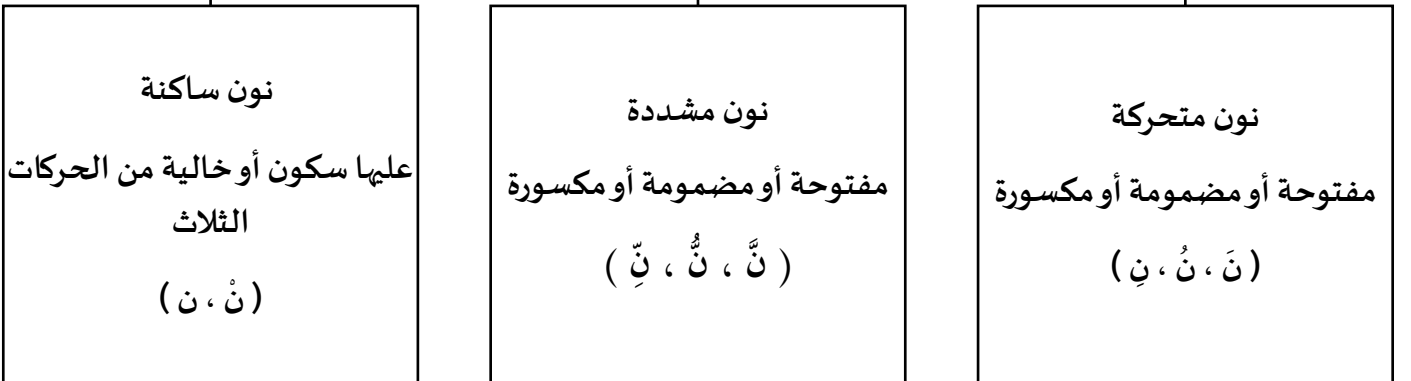 نون متحركة
مفتوحة أو مضمومة أو مكسورة
( نَ ، نُ ، نِ )
نون مشددة
مفتوحة أو مضمومة أو مكسورة
( نَّ ، نُّ ، نِّ )
نون ساكنة
عليها سكون أو خالية من الحركات
الثلاث
( نْ ، ن )